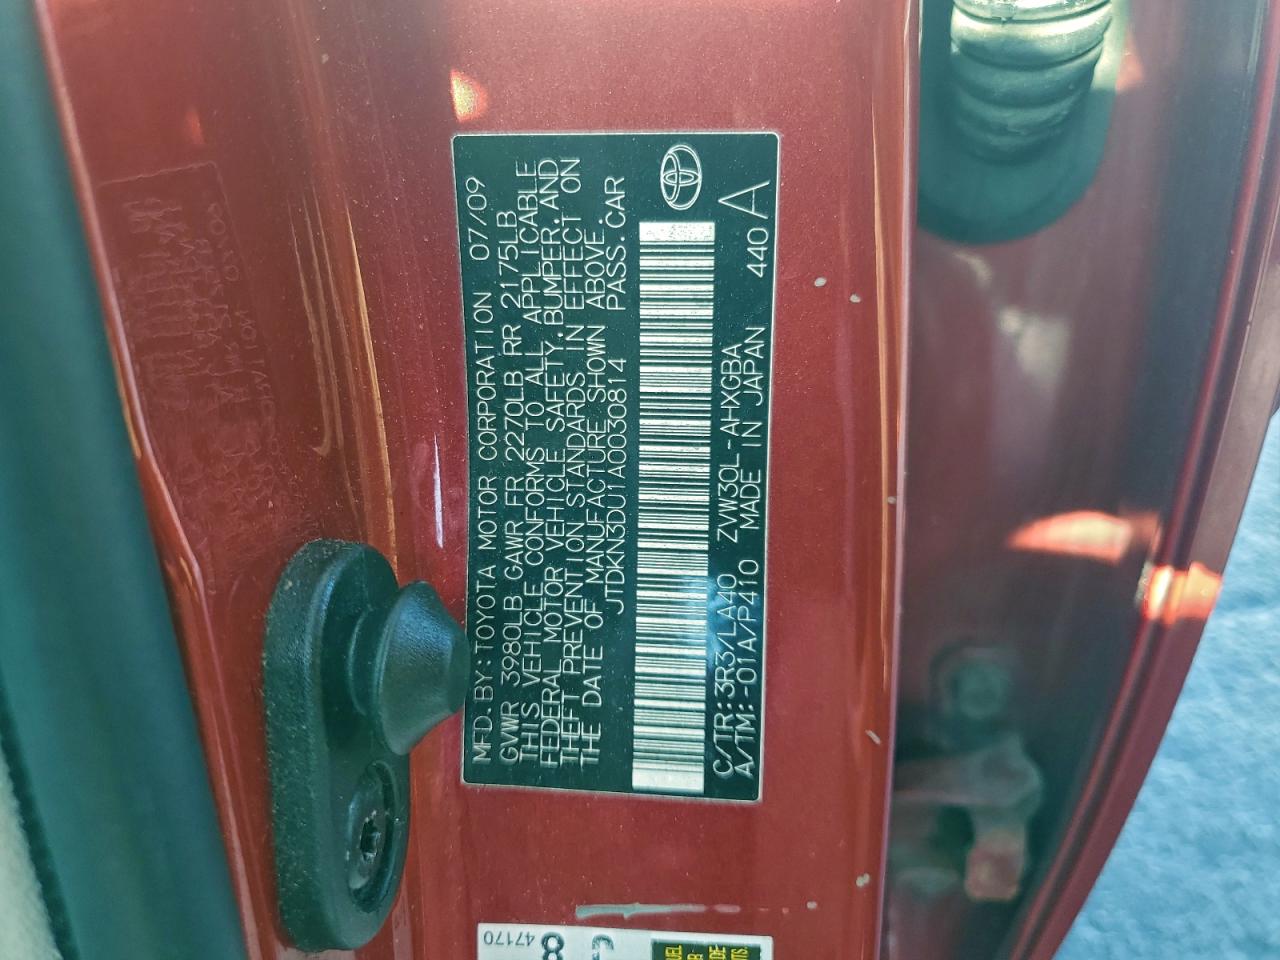 MFD.BY:TOYOTA MOTOR CORPORATION 07/09
GVWR 3980LB GAWR FR 2270LB RR 2175LB
THIS VEHICLE CONFORMS TO ALL APPLICABLE
FEDERAL MOTOR VEHICLE SAFETY,BUMPER,AND
THEFT PREVENTION STANDARDS IN EFFECT ON
THE DATE OF MANUFACTURE SHOWN ABOVE.
JTDKN3DU1A0030814 PASS.CAR
C/TR:3R3/LA40 ZVW30L-AHXGBA 440 A
A/TM:-01A/P410 MADE IN JAPAN
47170
8